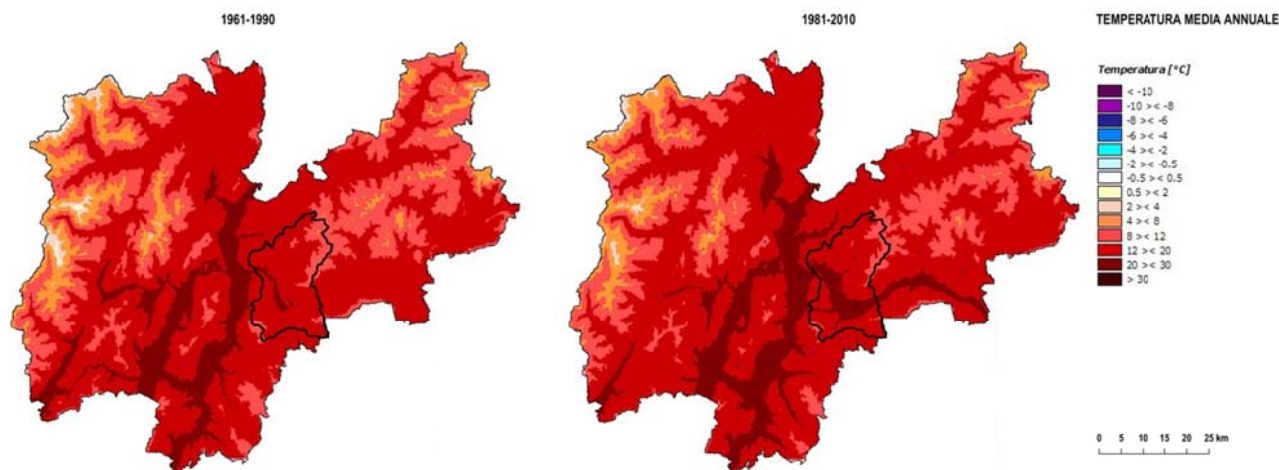 1961-1990
1981-2010
TEMPERATURA MEDIA ANNUALE
Temperatura [°C]
< -10
-10 >< -8
-8 >< -6
-6 >< -4
-4 >< -2
-2 >< -0.5
-0.5 >< 0.5
0.5 >< 2
2 >< 4
4 >< 8
8 >< 12
12 >< 20
20 >< 30
> 30
0 5 10 15 20 25 km